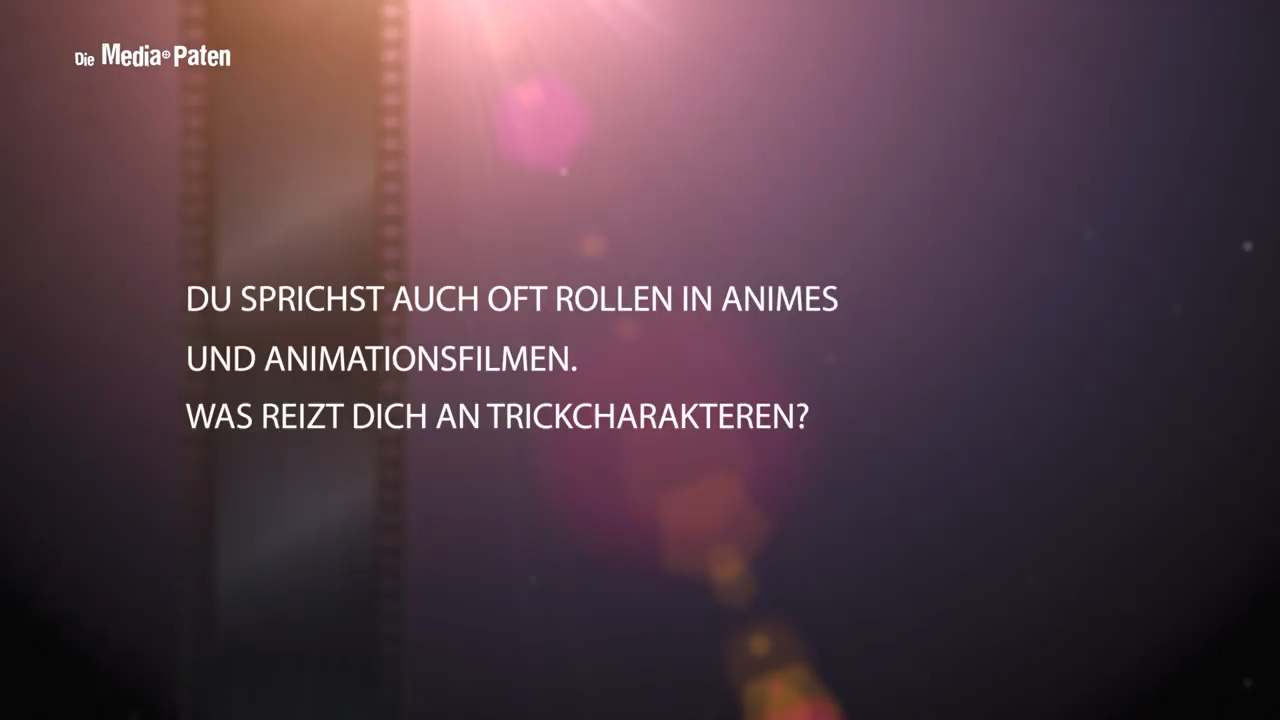 Die Media Paten
DU SPRICHST AUCH OFT ROLLEN IN ANIMES
UND ANIMATIONSFILMEN.
WAS REIZT DICH AN TRICKCHARAKTEREN?